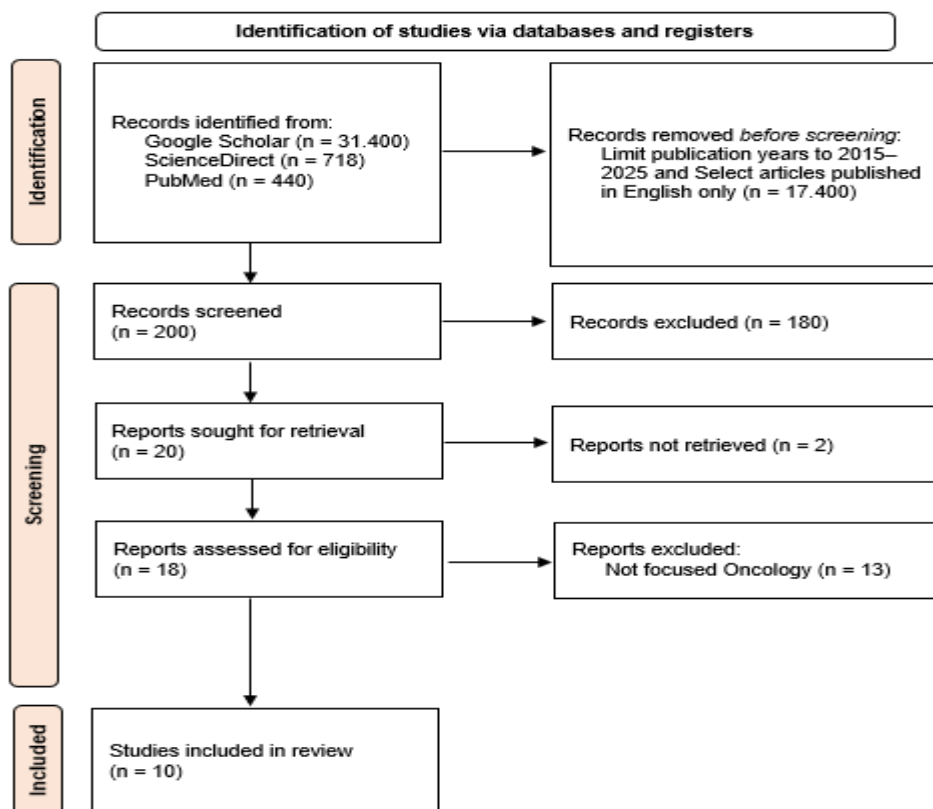 Identification of studies via databases and registers
Identification
Records identified from:
Google Scholar (n = 31.400)
ScienceDirect (n = 718)
PubMed (n = 440)
Records removed before screening:
Limit publication years to 2015–
2025 and Select articles published
in English only (n = 17.400)
Screening
Records screened
(n = 200)
Records excluded (n = 180)
Reports sought for retrieval
(n = 20)
Reports not retrieved (n = 2)
Reports assessed for eligibility
(n = 18)
Reports excluded:
Not focused Oncology (n = 13)
Included
Studies included in review
(n = 10)